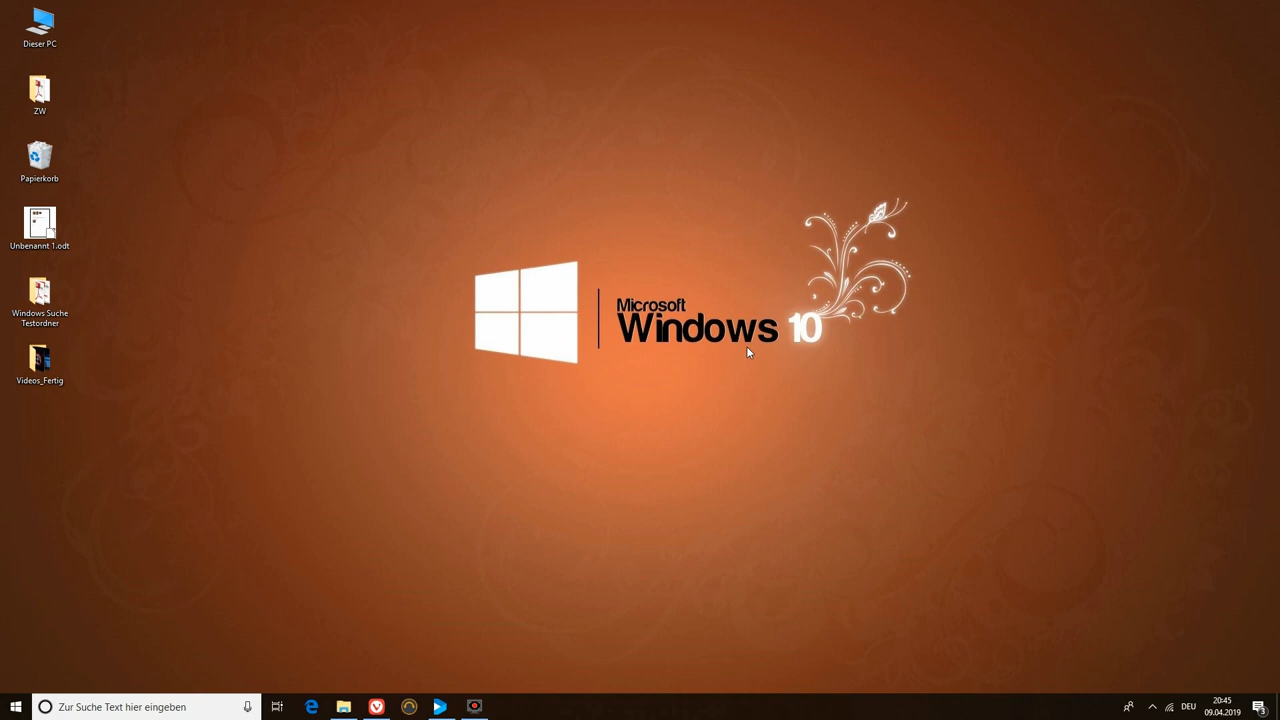 Dieser PC
ZW
Papierkorb
Unbenannt 1.odt
Windows Suche
Testordner
Videos_Fertig
Microsoft
Windows 10
Zur Suche Text hier eingeben
DEU
20:45
09.04.2019
3